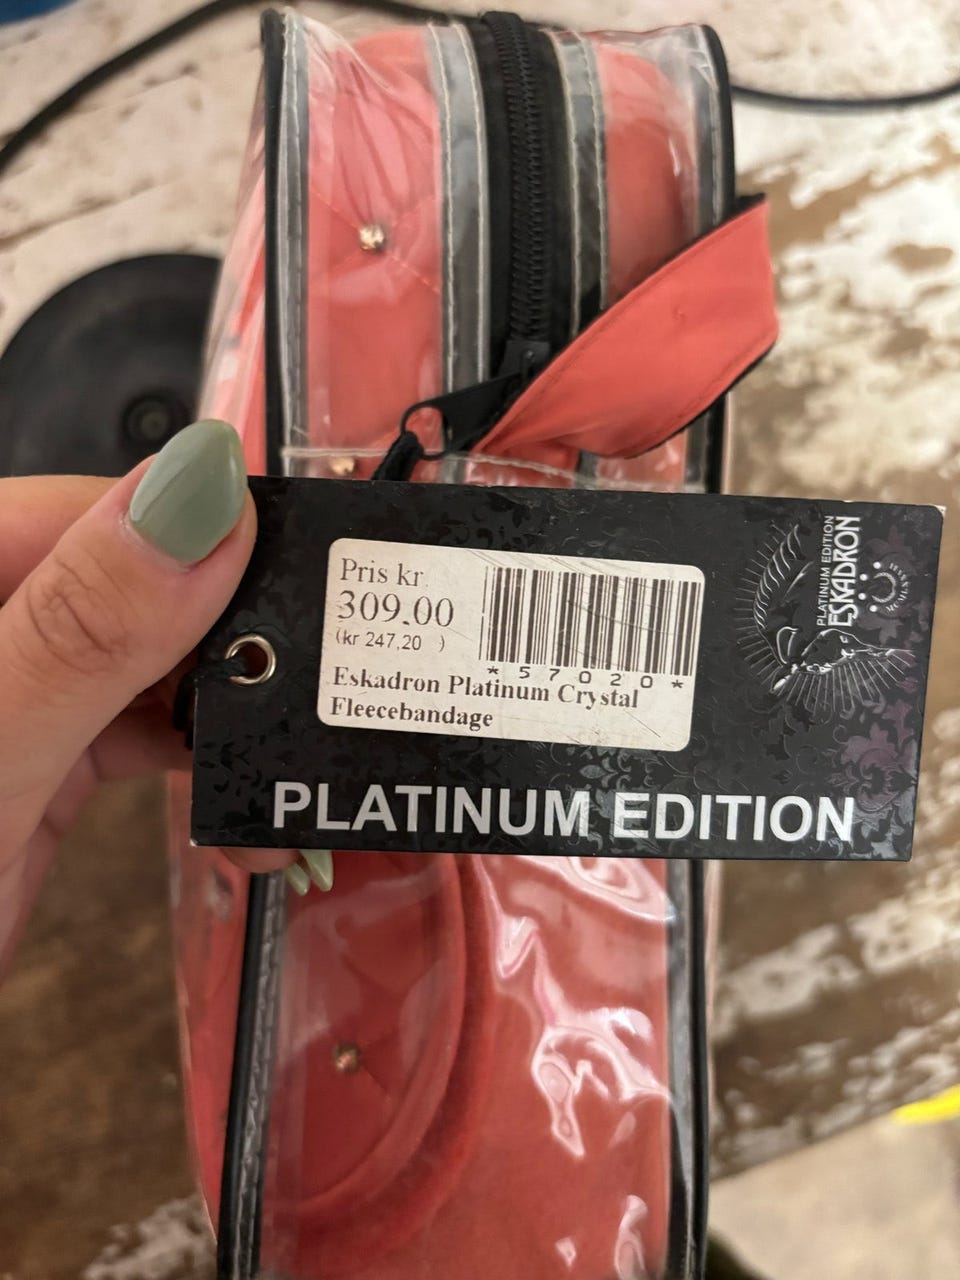 Pris kr.
309.00
(kr 247,20 )
*57020*
Eskadron Platinum Crystal
Fleecebandage
PLATINUM EDITION
ESKADRON
PLATINUM EDITION